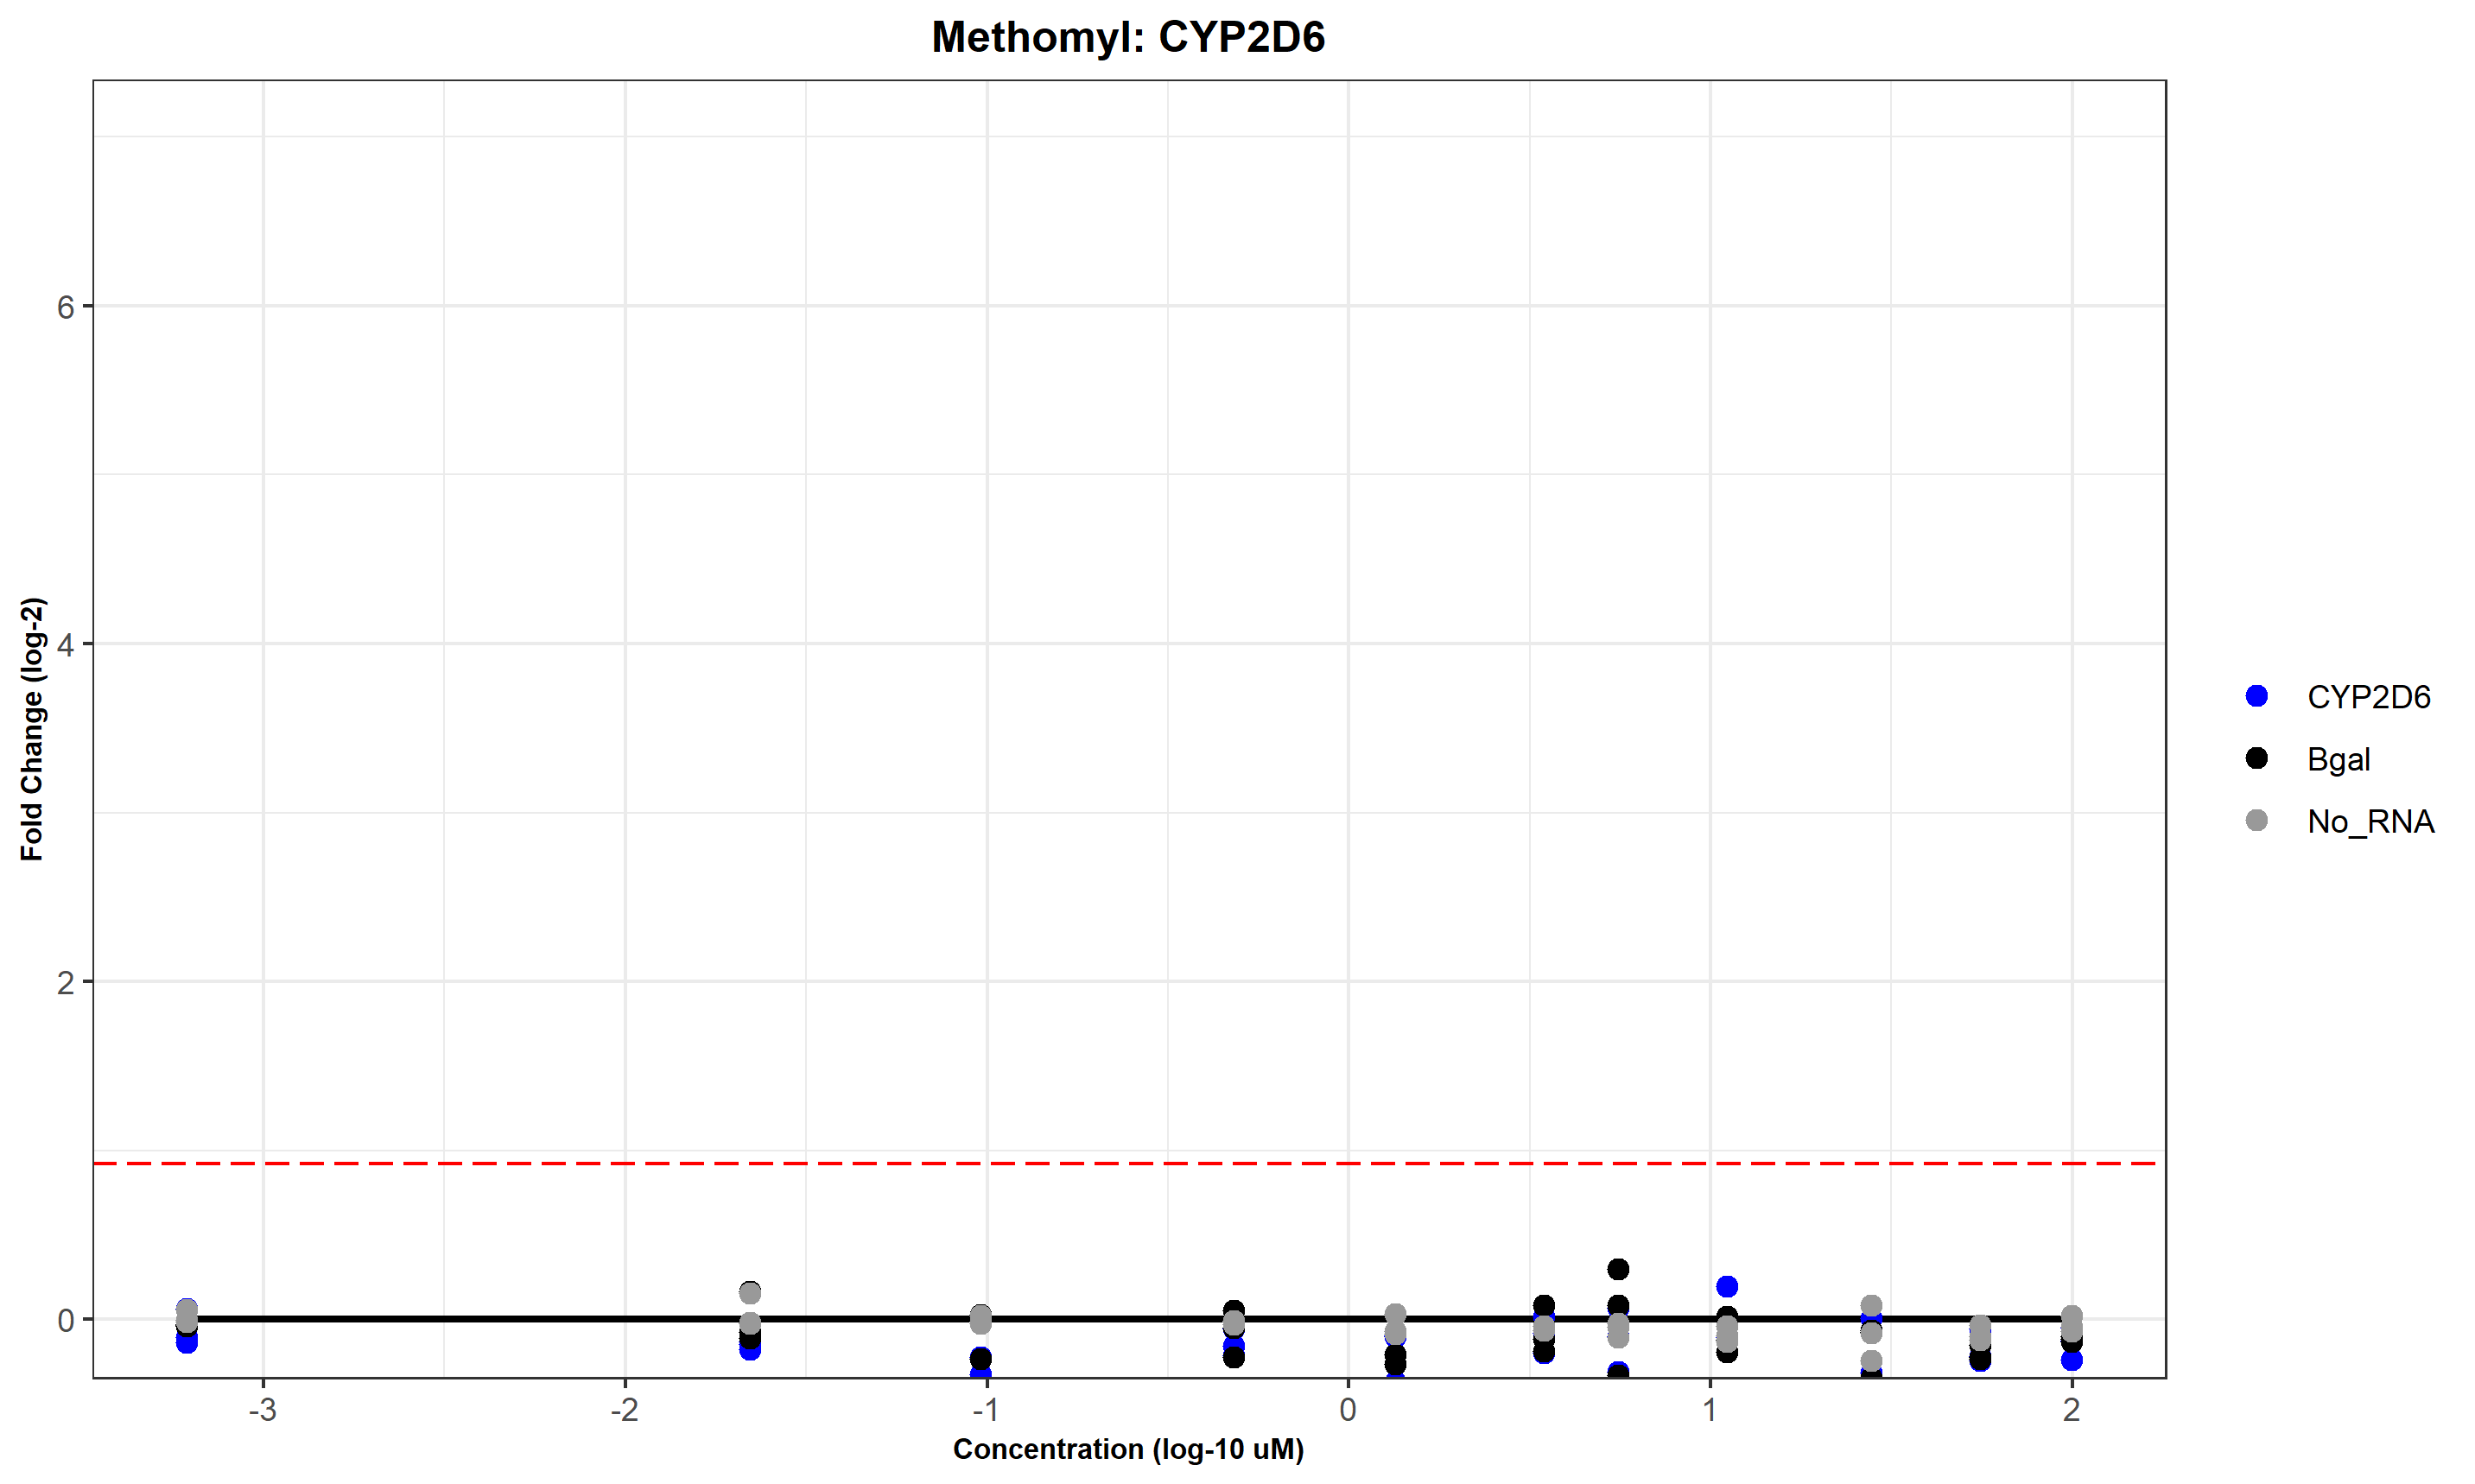 Methomyl: CYP2D6
Fold Change (log-2)
6
4
2
0
-3
-2
-1
0
1
2
Concentration (log-10 uM)
CYP2D6
Bgal
No_RNA